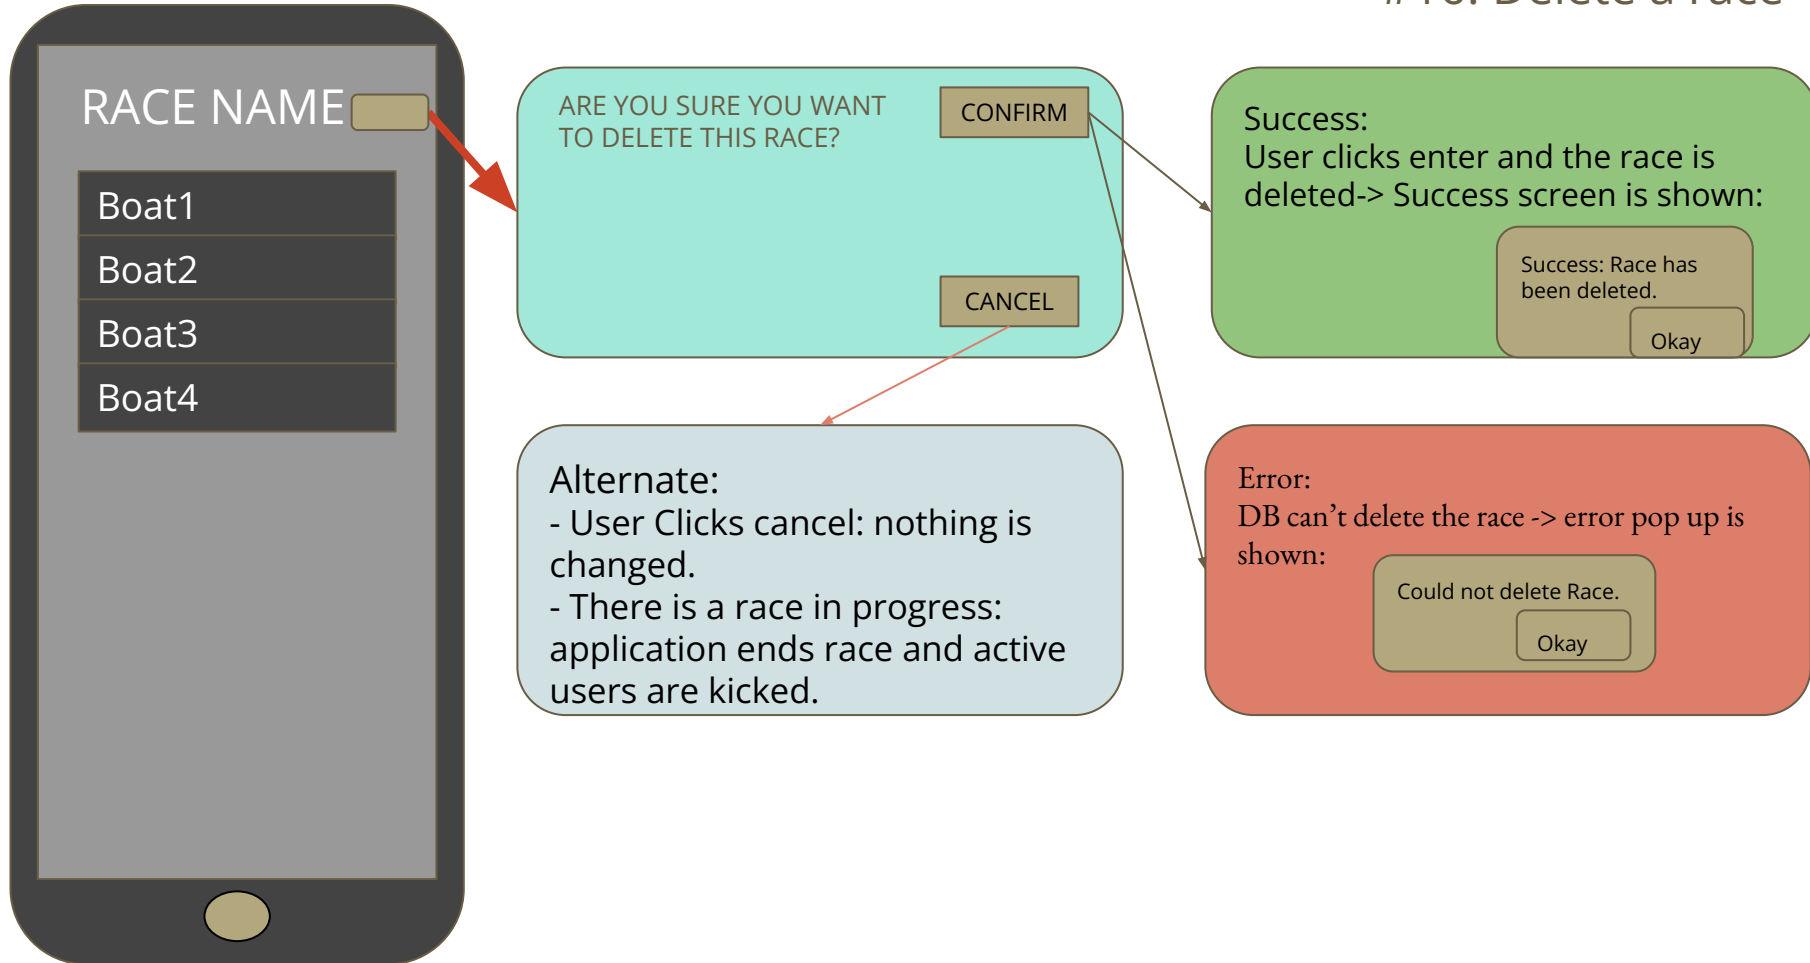 #10: Delete a race
RACE NAME
Boat1
Boat2
Boat3
Boat4
ARE YOU SURE YOU WANT
TO DELETE THIS RACE?
CONFIRM
CANCEL
Success:
User clicks enter and the race is
deleted-> Success screen is shown:
Success: Race has
been deleted.
Okay
Alternate:
- User Clicks cancel: nothing is
changed.
- There is a race in progress:
application ends race and active
users are kicked.
Error:
DB can’t delete the race -> error pop up is
shown:
Could not delete Race.
Okay